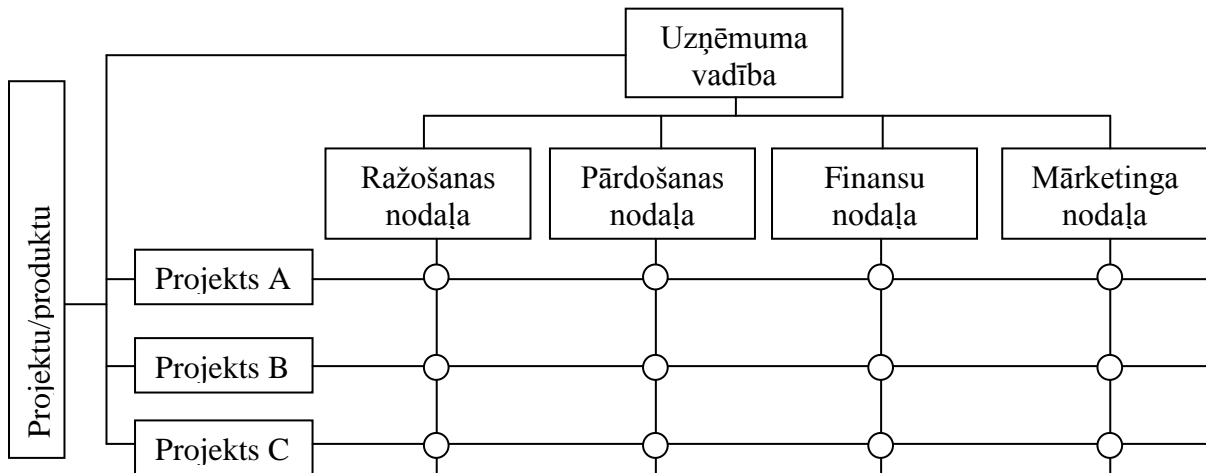 Uzņēmuma
vadība
Ražošanas
nodaļa
Pārdošanas
nodaļa
Finansu
nodaļa
Mārketinga
nodaļa
Projektu/produktu
Projekts A
Projekts B
Projekts C